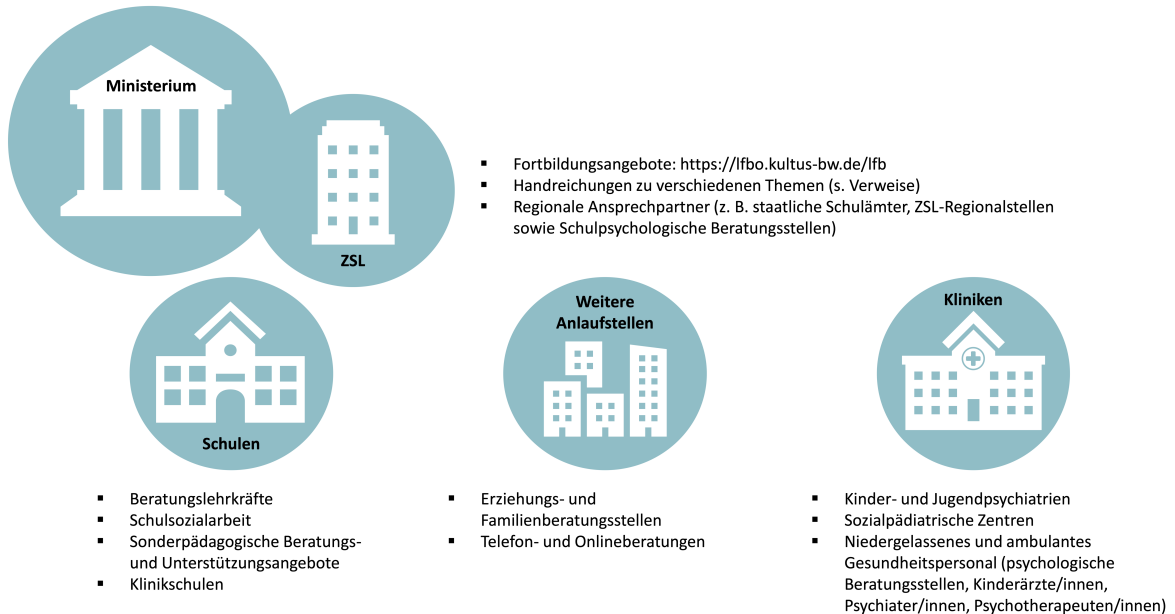 Ministerium
ZSL
▪ Fortbildungsangebote: https://lfbo.kultus-bw.de/lfb
▪ Handreichungen zu verschiedenen Themen (s. Verweise)
▪ Regionale Ansprechpartner (z. B. staatliche Schulämter, ZSL-Regionalstellen
sowie Schulpsychologische Beratungsstellen)
Schulen
▪ Beratungslehrkräfte
▪ Schulsozialarbeit
▪ Sonderpädagogische Beratungs-
und Unterstützungsangebote
▪ Klinikschulen
Weitere
Anlaufstellen
▪ Erziehungs- und
Familienberatungsstellen
▪ Telefon- und Onlineberatungen
Kliniken
▪ Kinder- und Jugendpsychiatrien
▪ Sozialpädiatrische Zentren
▪ Niedergelassenes und ambulantes
Gesundheitspersonal (psychologische
Beratungsstellen, Kinderärzte/innen,
Psychiater/innen, Psychotherapeuten/innen)